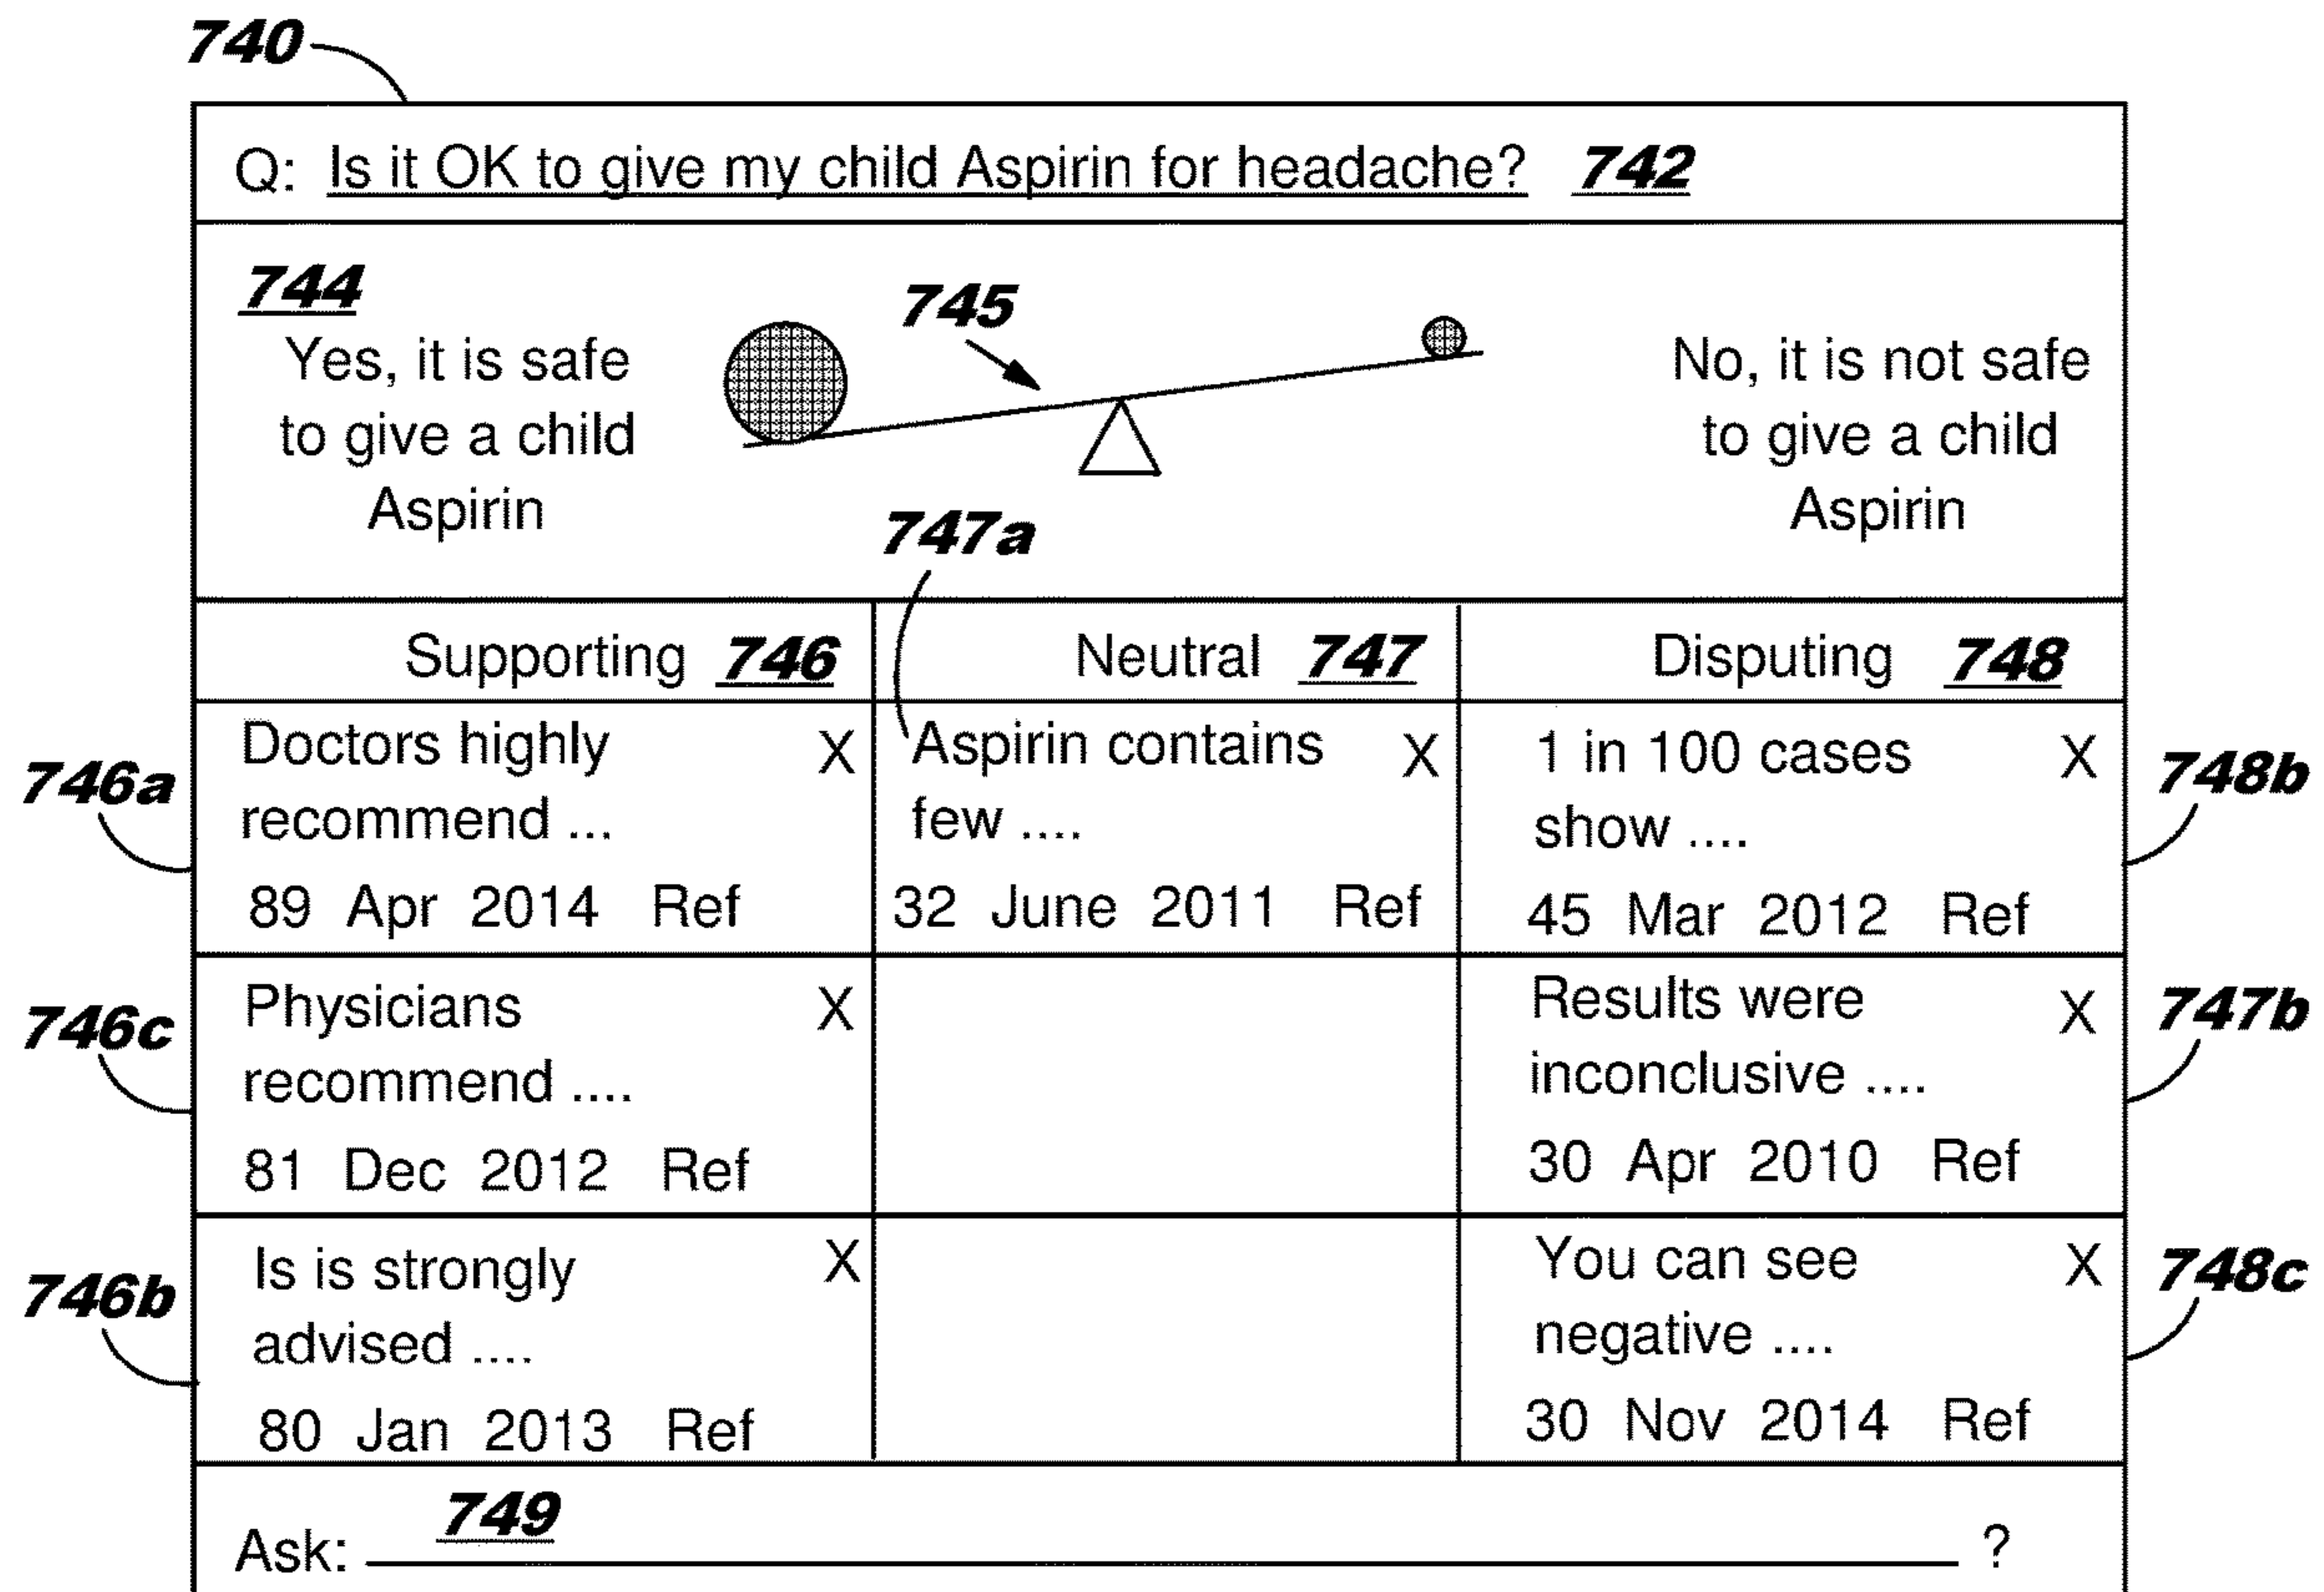 740
Q: Is it OK to give my child Aspirin for headache? 742
744
Yes, it is safe
to give a child
Aspirin
745
No, it is not safe
to give a child
Aspirin
747a
Supporting 746
Neutral 747
Disputing 748
746a
Doctors highly X
recommend ...
89 Apr 2014 Ref
Aspirin contains X
few ....
32 June 2011 Ref
1 in 100 cases X
show ....
45 Mar 2012 Ref
748b
746c
Physicians X
recommend ....
81 Dec 2012 Ref
Results were X
inconclusive ....
30 Apr 2010 Ref
747b
746b
Is is strongly X
advised ....
80 Jan 2013 Ref
You can see X
negative ....
30 Nov 2014 Ref
748c
749
Ask: ?